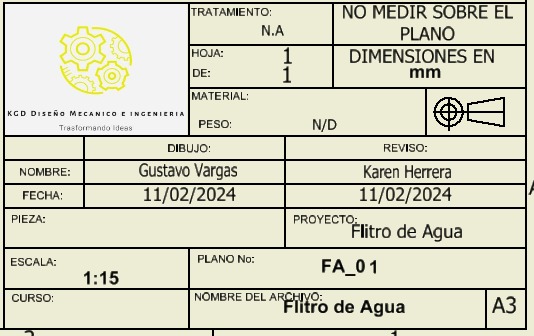 TRATAMIENTO:
N.A
NO MEDIR SOBRE EL
PLANO
HOJA: 1
DE: 1
DIMENSIONES EN
mm
MATERIAL:
PESO: N/D
KGD DISEÑO MECANICO E INGENIERIA
Trasformando Ideas
DIBUJO: REVISO:
NOMBRE: Gustavo Vargas Karen Herrera
FECHA: 11/02/2024 11/02/2024
PIEZA:
PROYECTO:
Flitro de Agua
ESCALA:
1:15
PLANO No:
FA_01
CURSO:
NOMBRE DEL ARCHIVO:
Flitro de Agua
A3